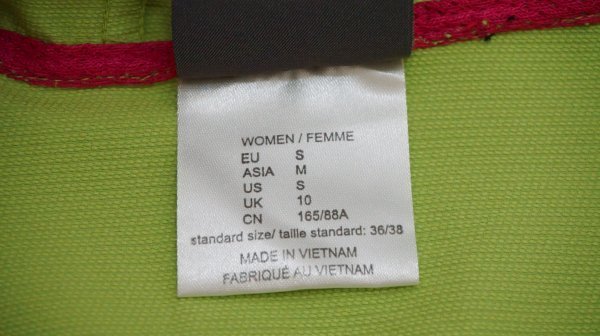 WOMEN / FEMME
EU S
ASIA M
US S
UK 10
CN 165/88A
standard size/ taille standard: 36/38
MADE IN VIETNAM
FABRIQUÉ AU VIETNAM